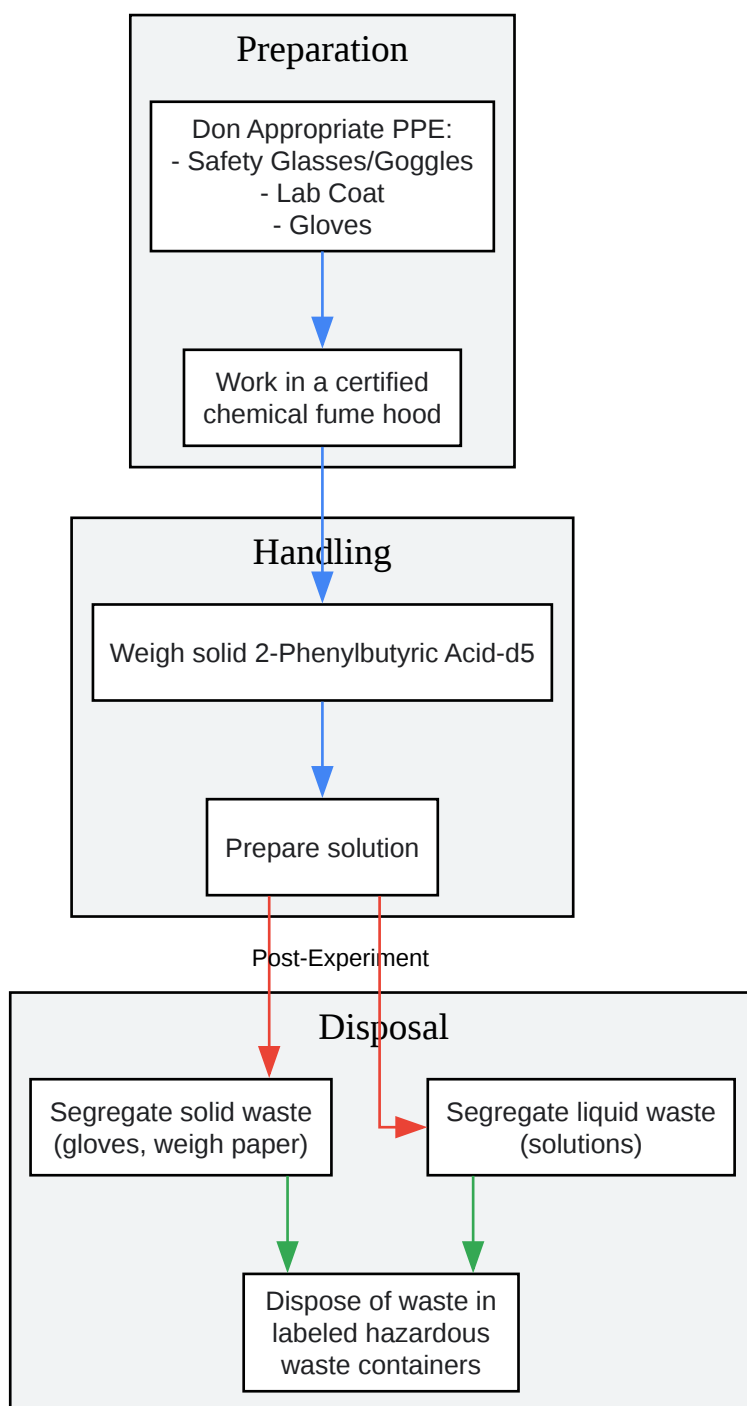 Preparation
Don Appropriate PPE:
- Safety Glasses/Goggles
- Lab Coat
- Gloves
Work in a certified
chemical fume hood
Handling
Weigh solid 2-Phenylbutyric Acid-d5
Prepare solution
Post-Experiment
Disposal
Segregate solid waste
(gloves, weigh paper)
Segregate liquid waste
(solutions)
Dispose of waste in
labeled hazardous
waste containers